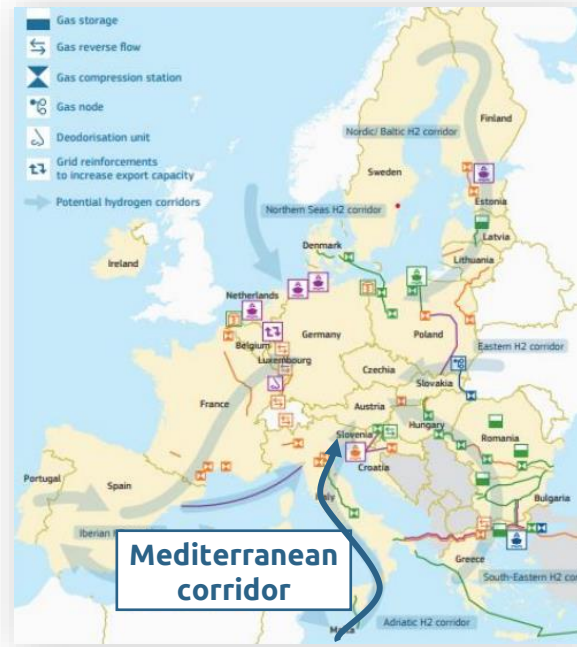 Gas storage
Gas reverse flow
Gas compression station
Gas node
Deodorisation unit
Grid reinforcements
to increase export capacity
Potential hydrogen corridors
Finland
Nordic/ Baltic H2 corridor
Sweden
Estonia
Northern Seas H2 corridor
Latvia
Denmark
Lithuania
Ireland
Netherlands
Germany
Poland
Belgium
Luxembourg
Eastern H2 corridor
Czechia
Slovakia
France
Austria
Hungary
Slovenia
Romania
Croatia
Portugal
Spain
Italy
Bulgaria
Iberian
Mediterranean
corridor
Greece
South-Eastern H2
Malta
Adriatic H2 corridor